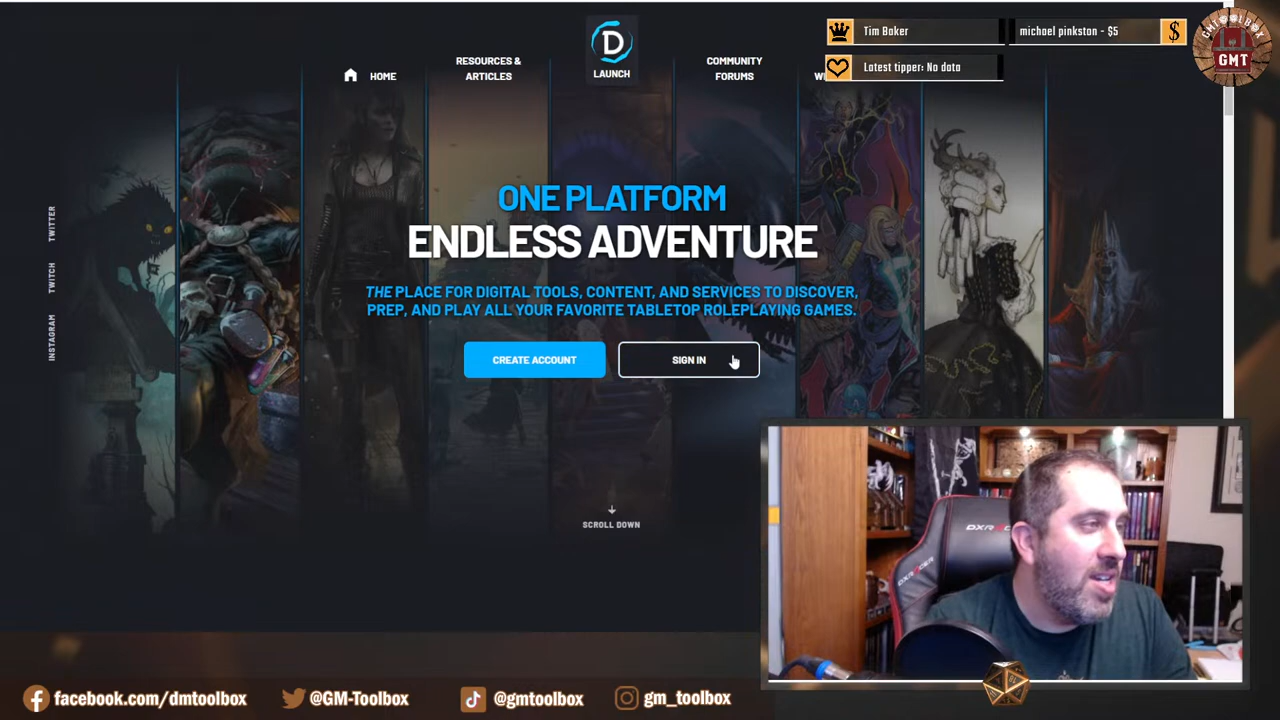 HOME
RESOURCES &
ARTICLES
D
LAUNCH
COMMUNITY
FORUMS
Tim Baker
michael pinkston - $5
$
Latest tipper: No data
GMTOOLBOX
GMT
TWITTER
TWITCH
INSTAGRAM
ONE PLATFORM
ENDLESS ADVENTURE
THE PLACE FOR DIGITAL TOOLS, CONTENT, AND SERVICES TO DISCOVER,
PREP, AND PLAY ALL YOUR FAVORITE TABLETOP ROLEPLAYING GAMES.
CREATE ACCOUNT
SIGN IN
SCROLL DOWN
DXRACER
facebook.com/dmtoolbox
@GM-Toolbox
@gmtoolbox
gm_toolbox